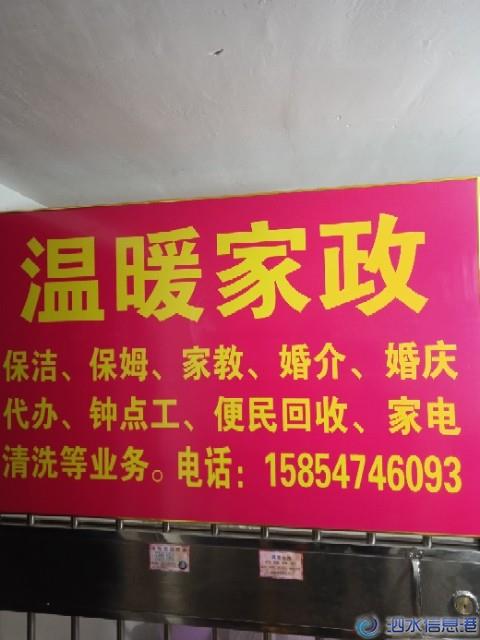 温暖家政
保洁、保姆、家教、婚介、婚庆
代办、钟点工、便民回收、家电
清洗等业务。电话：15854746093
泗水信息港